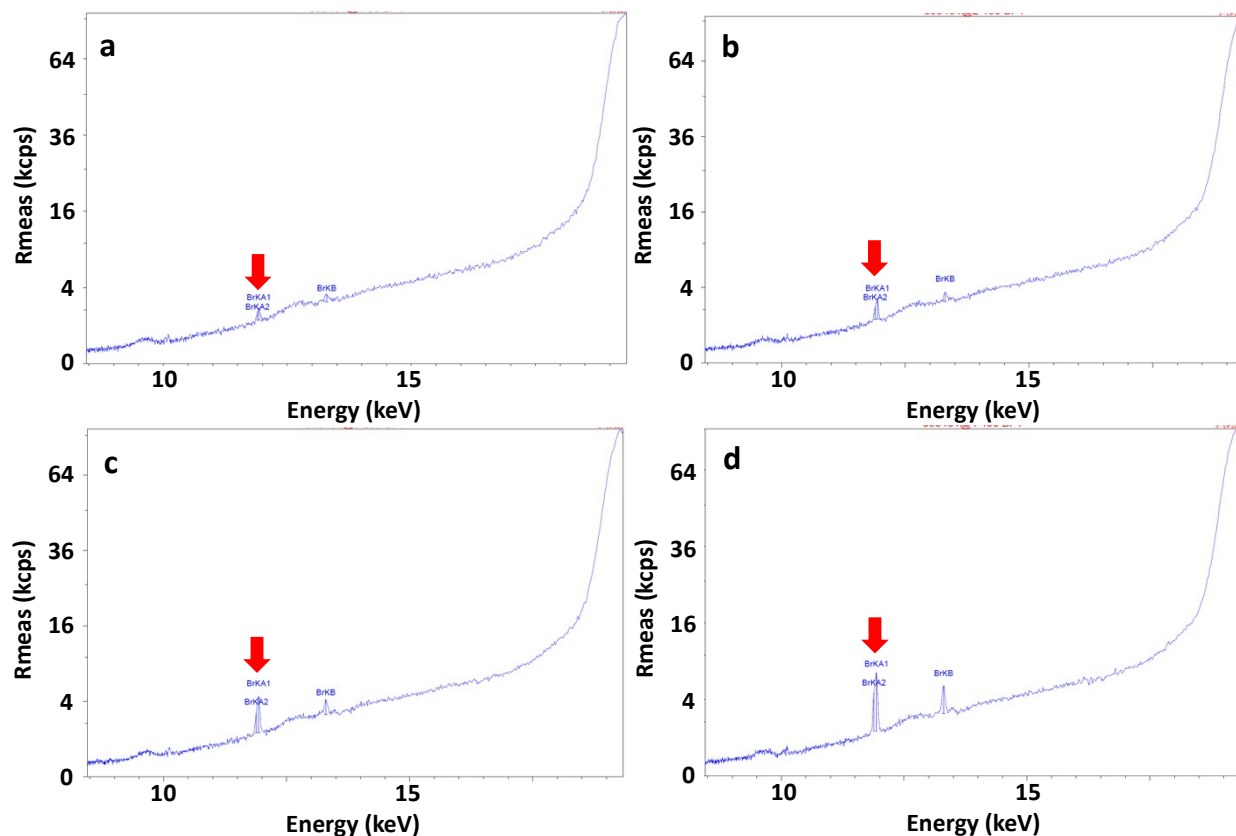 a
64
36
16
4
0
Rmeas (kcps)
BrKA1
BrKA2
BrKB
10
15
Energy (keV)
b
64
36
16
4
0
Rmeas (kcps)
BrKA1
BrKA2
BrKB
10
15
Energy (keV)
c
64
36
16
4
0
Rmeas (kcps)
BrKA1
BrKA2
BrKB
10
15
Energy (keV)
d
64
36
16
4
0
Rmeas (kcps)
BrKA1
BrKA2
BrKB
10
15
Energy (keV)